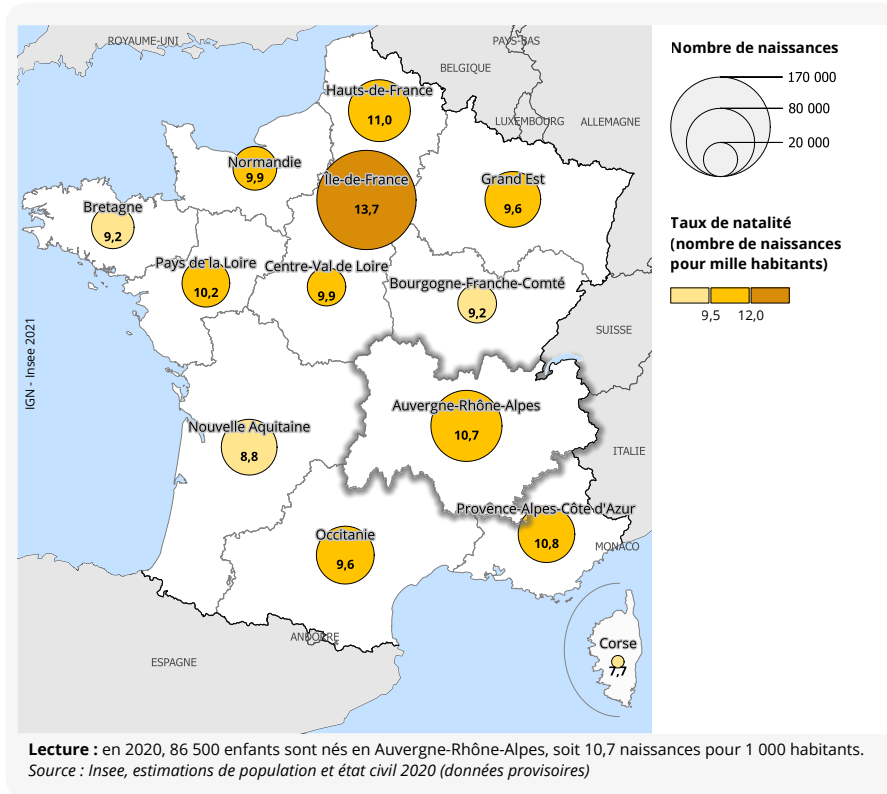 ROYAUME-UNI
PAYS-BAS
BELGIQUE
LUXEMBOURG
ALLEMAGNE
Hauts-de-France
11,0
Normandie
9,9
Île-de-France
13,7
Grand Est
9,6
Bretagne
9,2
Pays de la Loire
10,2
Centre-Val de Loire
9,9
Bourgogne-Franche-Comté
9,2
SUISSE
IGN - Insee 2021
Auvergne-Rhône-Alpes
10,7
Nouvelle Aquitaine
8,8
ITALIE
Provence-Alpes-Côte d'Azur
10,8
MONACO
Occitanie
9,6
ANDORRE
ESPAGNE
Corse
7,7
Nombre de naissances
170 000
80 000
20 000
Taux de natalité
(nombre de naissances
pour mille habitants)
9,5 12,0
Lecture : en 2020, 86 500 enfants sont nés en Auvergne-Rhône-Alpes, soit 10,7 naissances pour 1 000 habitants.
Source : Insee, estimations de population et état civil 2020 (données provisoires)